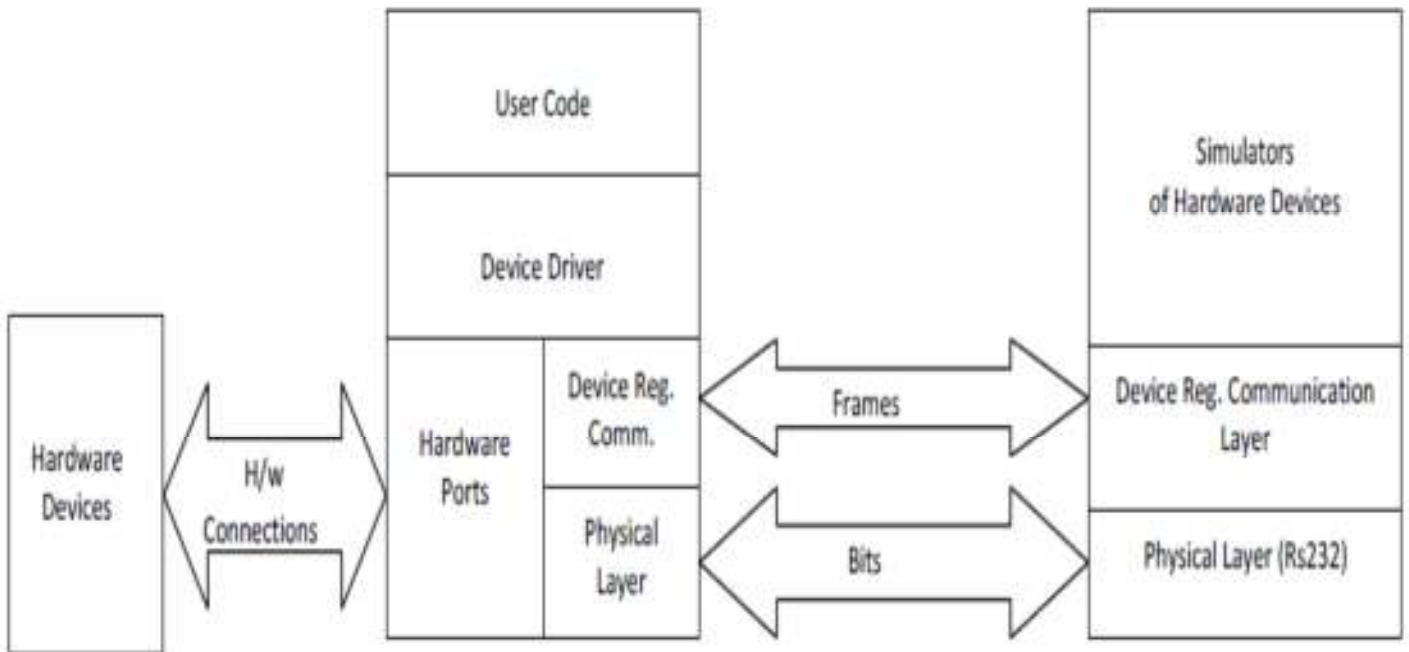 User Code
Device Driver
Hardware
Devices
H/w
Connections
Hardware
Ports
Device Reg.
Comm.
Physical
Layer
Frames
Bits
Simulators
of Hardware Devices
Device Reg. Communication
Layer
Physical Layer (Rs232)